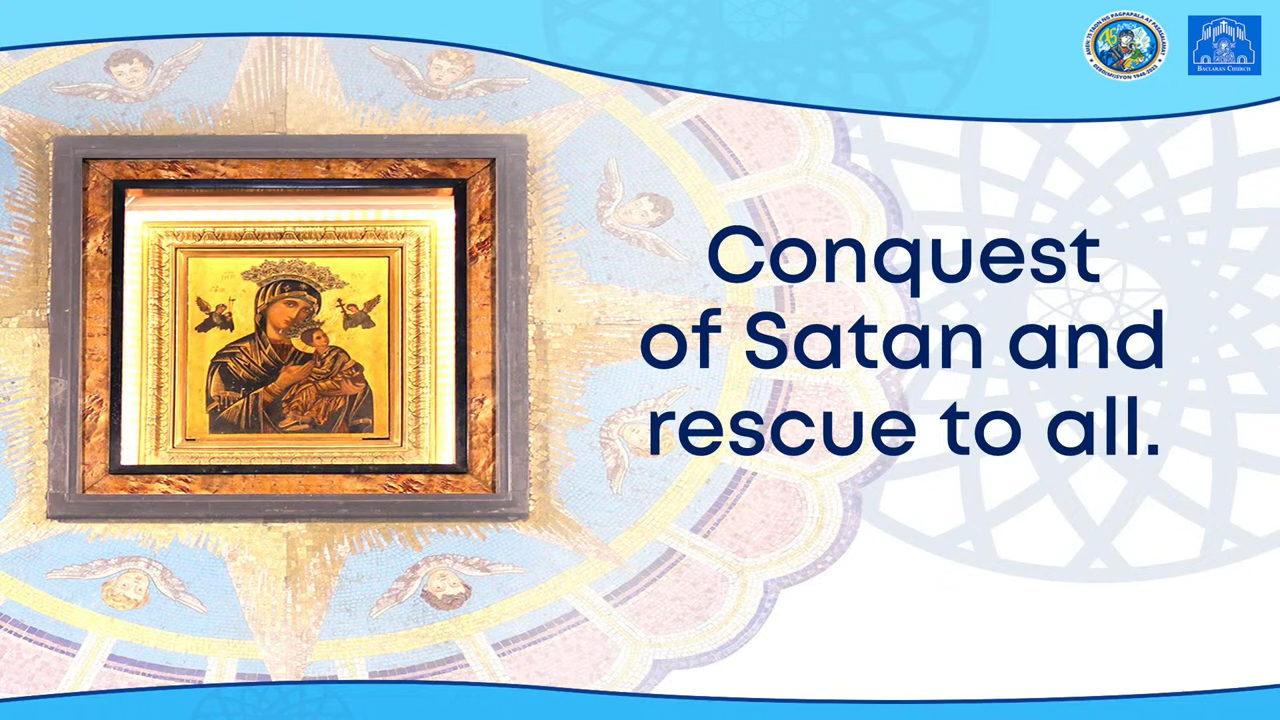 BACLARAN CHURCH
Conquest
of Satan and
rescue to all.